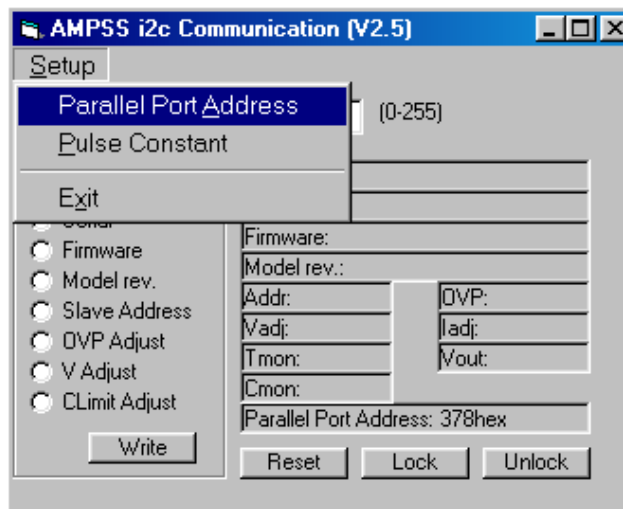 AMPSS i2c Communication (V2.5)
Setup
Parallel Port Address
(0-255)
Pulse Constant
Exit
Firmware
Model rev.
Slave Address
OVP Adjust
V Adjust
CLimit Adjust
Write
Firmware:
Model rev.:
Addr: OVP:
Vadj: Iadj:
Tmon: Vout:
Cmon:
Parallel Port Address: 378hex
Reset Lock Unlock